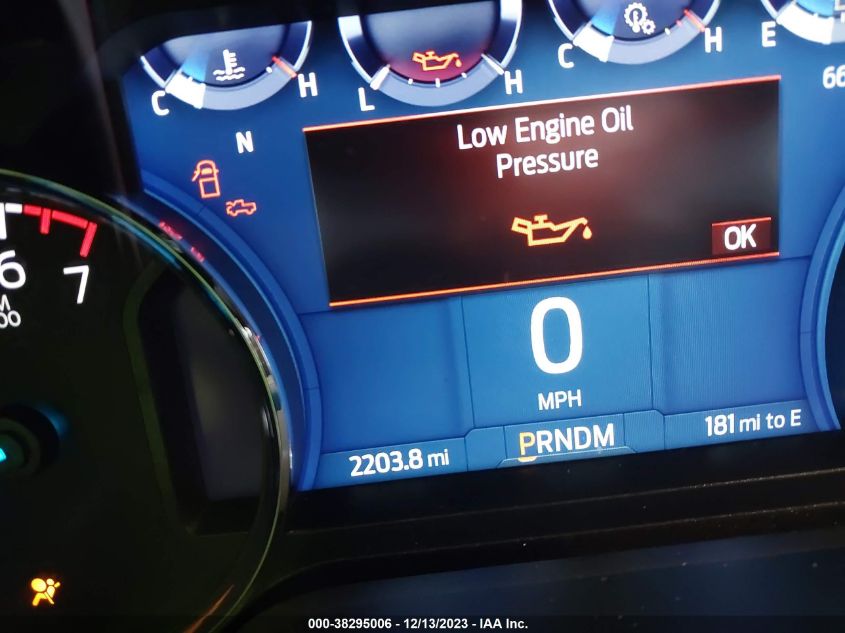 C
H
L
H
C
H
E
66
N
Low Engine Oil
Pressure
OK
6
7
0
MPH
PRNDM
2203.8 mi
181 mi to E
000-38295006 - 12/13/2023 - IAA Inc.